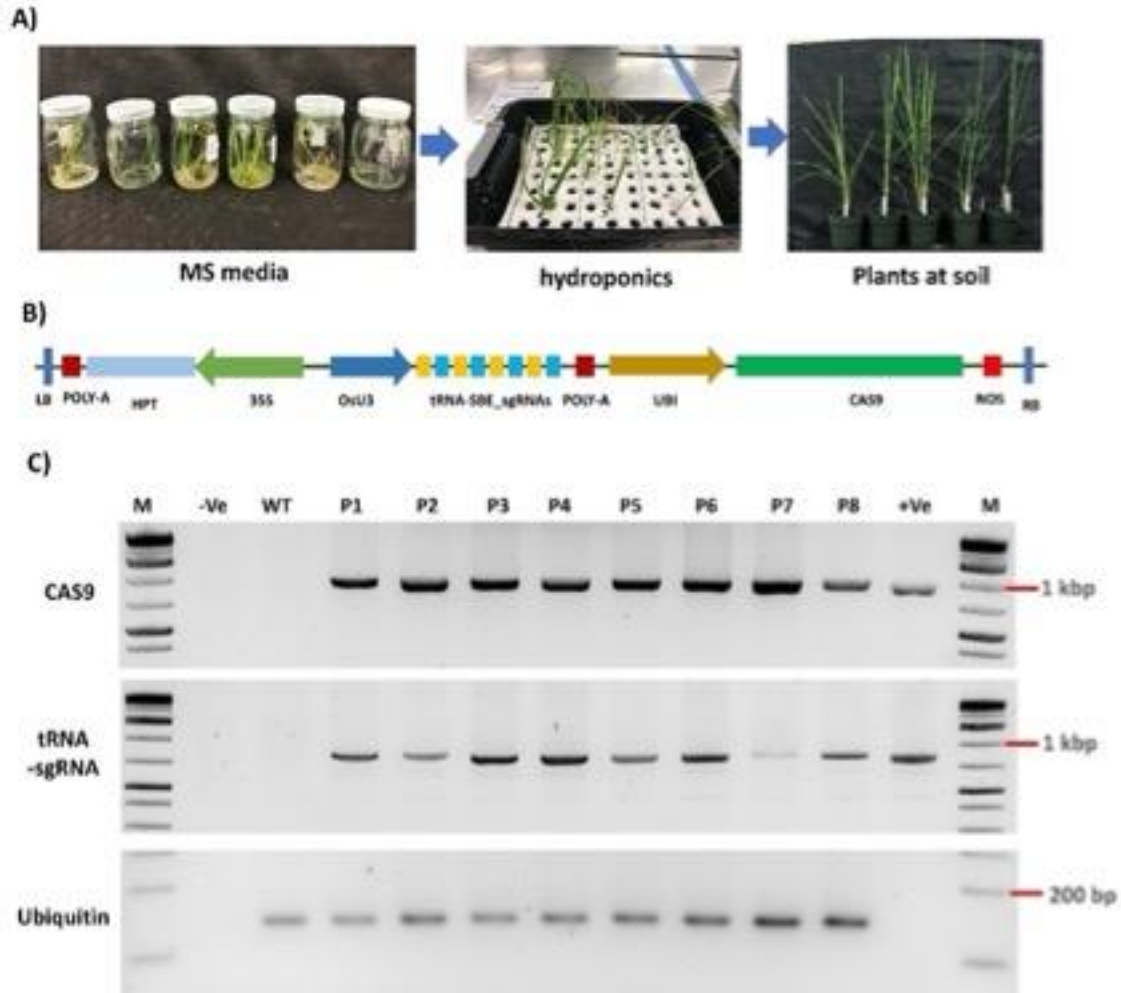 A)
MS media
hydroponics
Plants at soil
B)
LB POLY-A HPT 35S OsU3 tRNA-SBE_sgRNAs POLY-A UBI CAS9 NOS RB
C)
M -Ve WT P1 P2 P3 P4 P5 P6 P7 P8 +Ve M
CAS9
1 kbp
tRNA
-sgRNA
1 kbp
Ubiquitin
200 bp